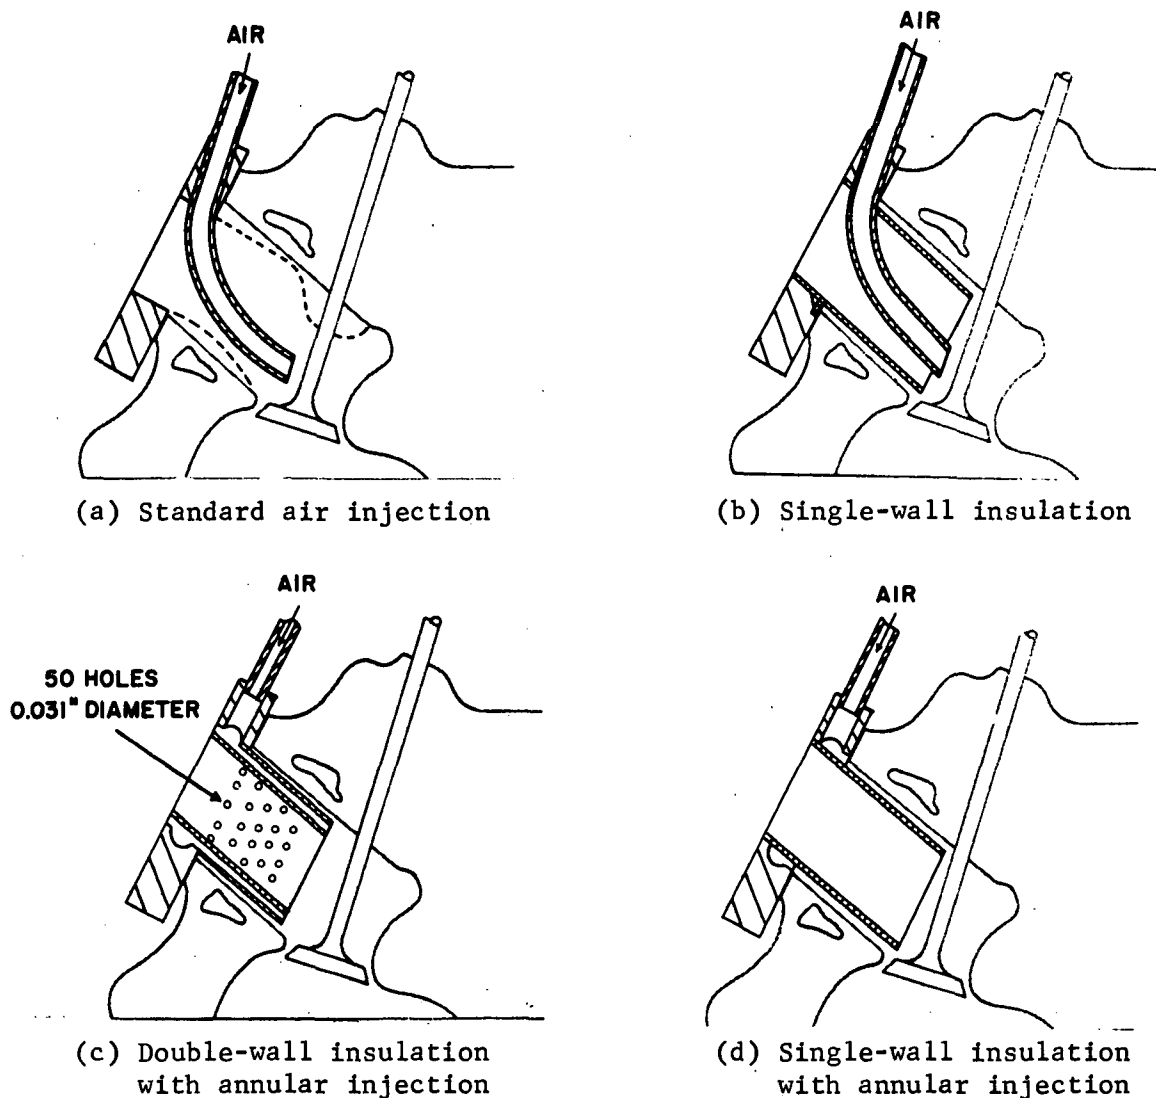 AIR
AIR
(a) Standard air injection
(b) Single-wall insulation
AIR
AIR
50 HOLES
0.031" DIAMETER
(c) Double-wall insulation
with annular injection
(d) Single-wall insulation
with annular injection